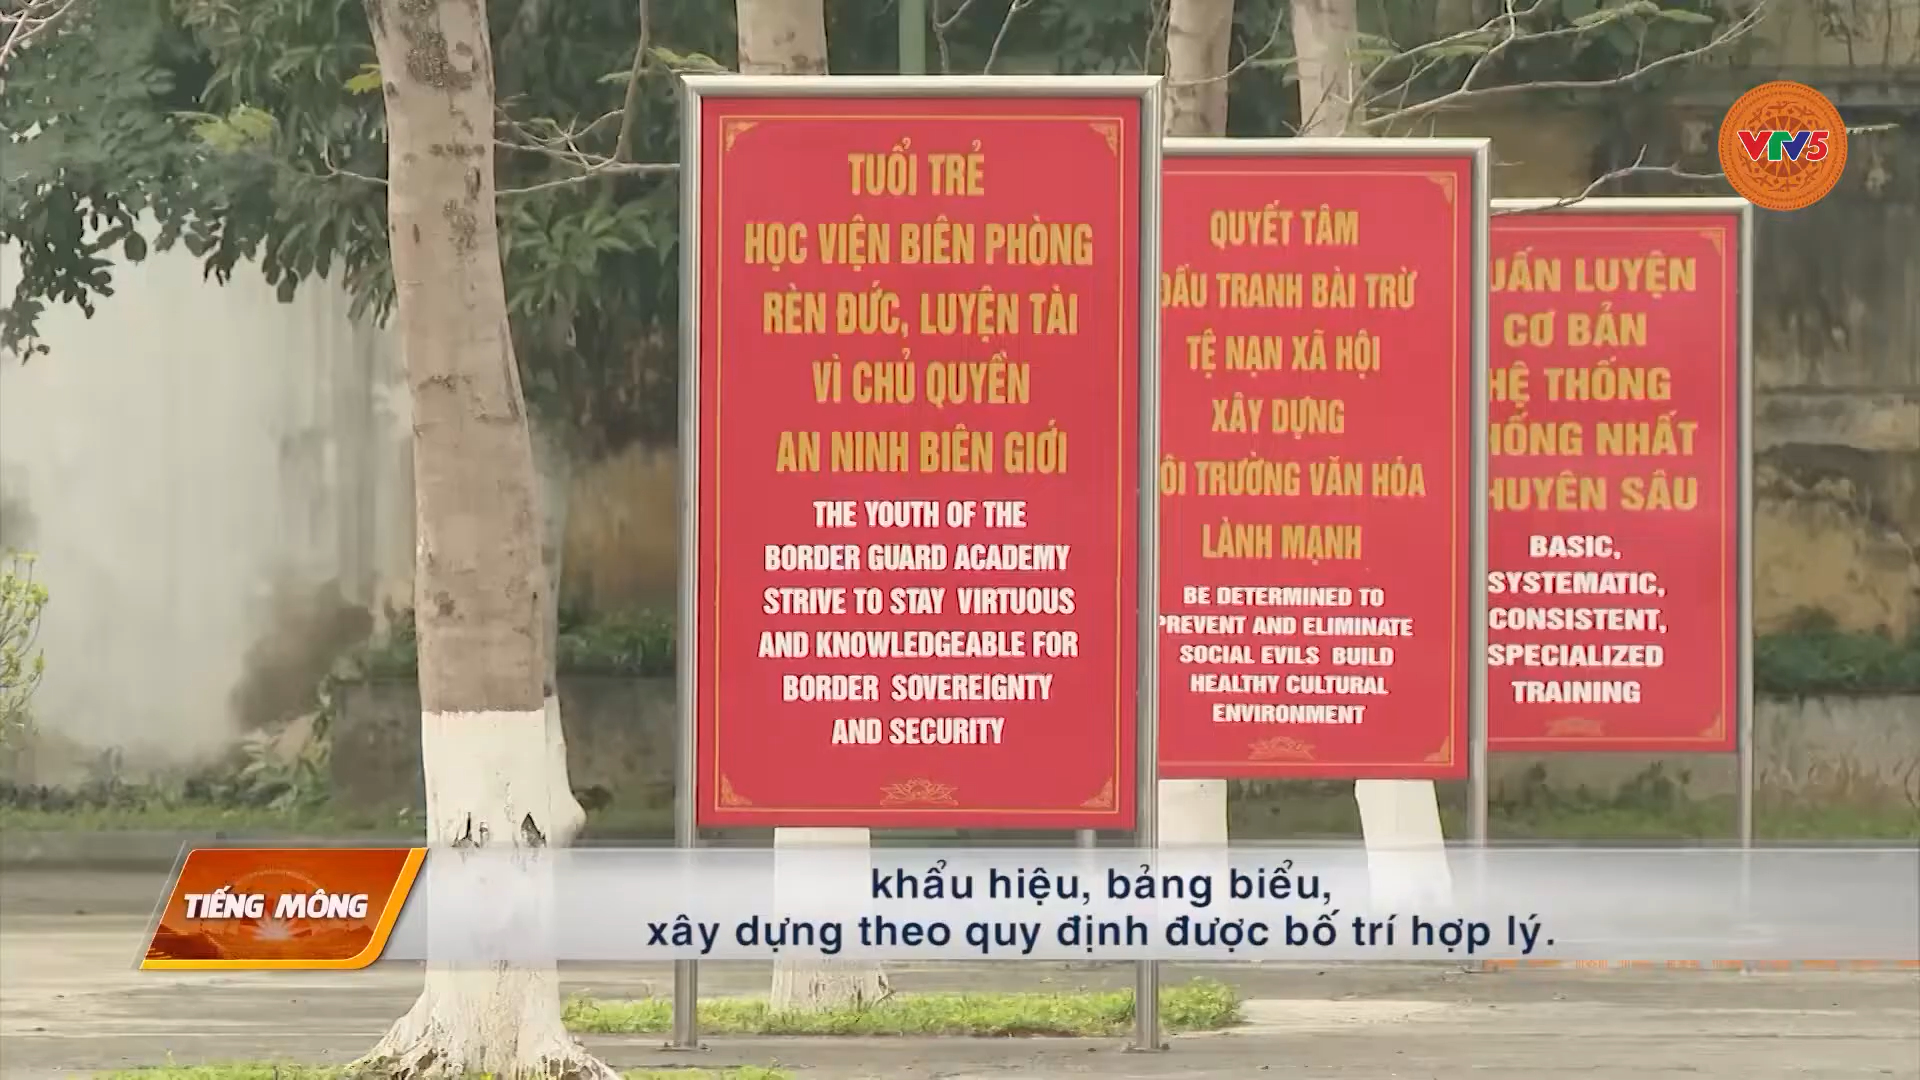 TUỔI TRẺ
HỌC VIỆN BIÊN PHÒNG
RÈN ĐỨC, LUYỆN TÀI
VÌ CHỦ QUYỀN
AN NINH BIÊN GIỚI
THE YOUTH OF THE
BORDER GUARD ACADEMY
STRIVE TO STAY VIRTUOUS
AND KNOWLEDGEABLE FOR
BORDER SOVEREIGNTY
AND SECURITY
QUYẾT TÂM
ĐẤU TRANH BÀI TRỪ
TỆ NẠN XÃ HỘI
XÂY DỰNG
TRƯỜNG VĂN HÓA
LÀNH MẠNH
BE DETERMINED TO
PREVENT AND ELIMINATE
SOCIAL EVILS BUILD
HEALTHY CULTURAL
ENVIRONMENT
LUYỆN
CƠ BẢN
HỆ THỐNG
NHẤT
SÂU
BASIC,
SYSTEMATIC,
CONSISTENT,
SPECIALIZED
TRAINING
VTV5
TIẾNG MÔNG
khẩu hiệu, bảng biểu,
xây dựng theo quy định được bố trí hợp lý.